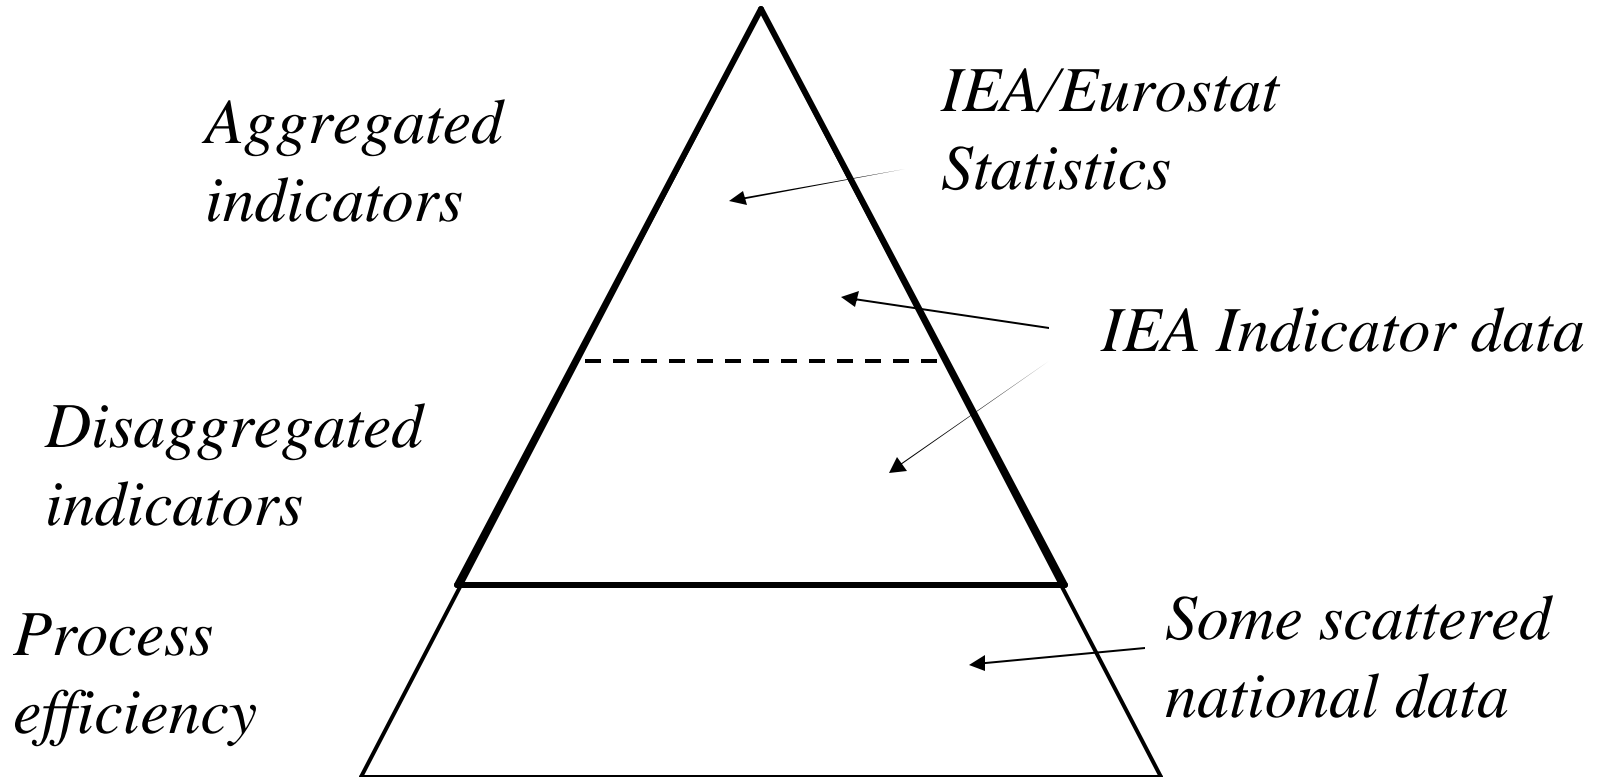 Aggregated
indicators
IEA/Eurostat
Statistics
IEA Indicator data
Disaggregated
indicators
Process
efficiency
Some scattered
national data